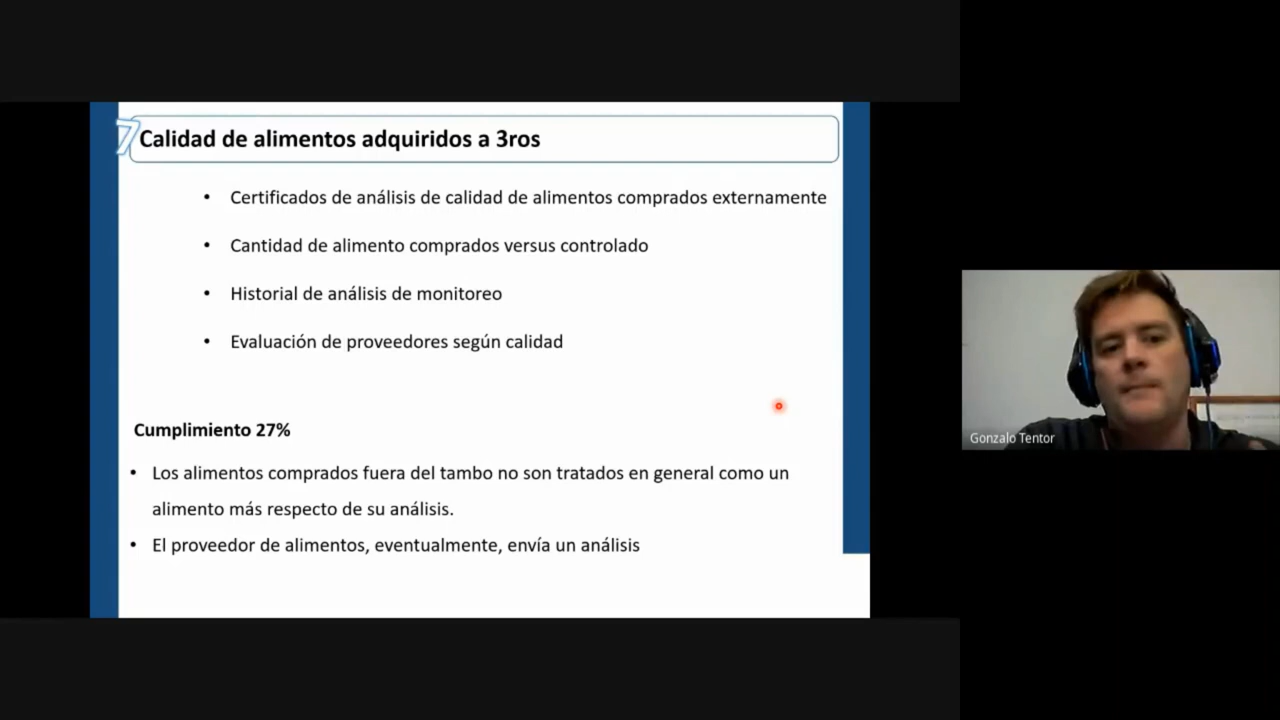 7
Calidad de alimentos adquiridos a 3ros
• Certificados de análisis de calidad de alimentos comprados externamente
• Cantidad de alimento comprados versus controlado
• Historial de análisis de monitoreo
• Evaluación de proveedores según calidad
Cumplimiento 27%
• Los alimentos comprados fuera del tambo no son tratados en general como un
alimento más respecto de su análisis.
• El proveedor de alimentos, eventualmente, envía un análisis
Gonzalo Tentor